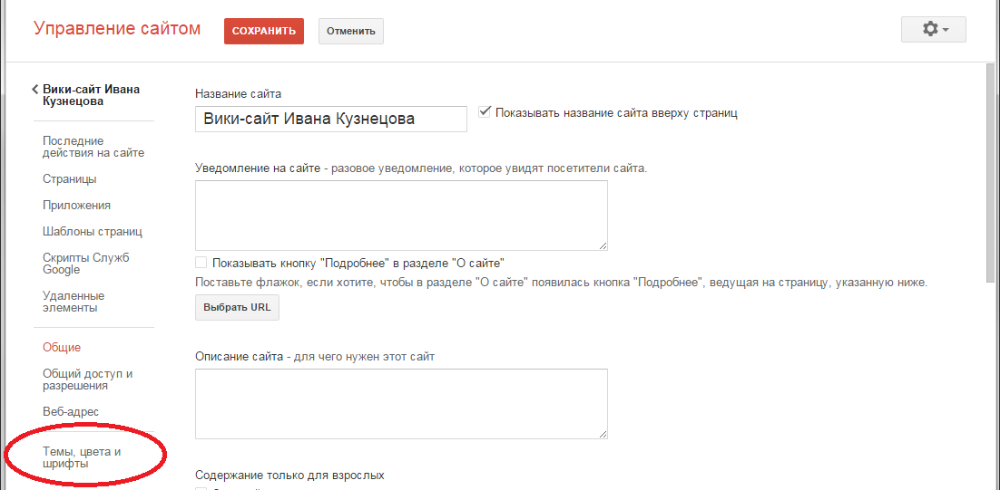 Управление сайтом
СОХРАНИТЬ
Отменить
Вики-сайт Ивана
Кузнецова
Последние
действия на сайте
Страницы
Приложения
Шаблоны страниц
Скрипты Служб
Google
Удаленные
элементы
Общие
Общий доступ и
разрешения
Веб-адрес
Темы, цвета и
шрифты
Название сайта
Вики-сайт Ивана Кузнецова
Показывать название сайта вверху страниц
Уведомление на сайте - разовое уведомление, которое увидят посетители сайта.
Показывать кнопку "Подробнее" в разделе "О сайте"
Поставьте флажок, если хотите, чтобы в разделе "О сайте" появилась кнопка "Подробнее", ведущая на страницу, указанную ниже.
Выбрать URL
Описание сайта - для чего нужен этот сайт
Содержание только для взрослых